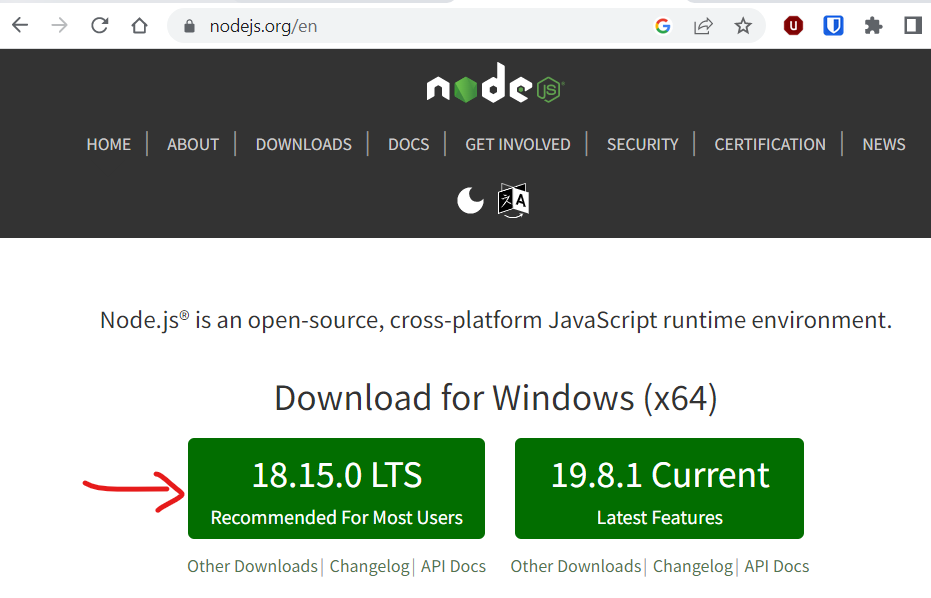 nodejs.org/en
node JS
HOME | ABOUT | DOWNLOADS | DOCS | GET INVOLVED | SECURITY | CERTIFICATION | NEWS
Node.js® is an open-source, cross-platform JavaScript runtime environment.
Download for Windows (x64)
18.15.0 LTS
Recommended For Most Users
19.8.1 Current
Latest Features
Other Downloads | Changelog | API Docs
Other Downloads | Changelog | API Docs